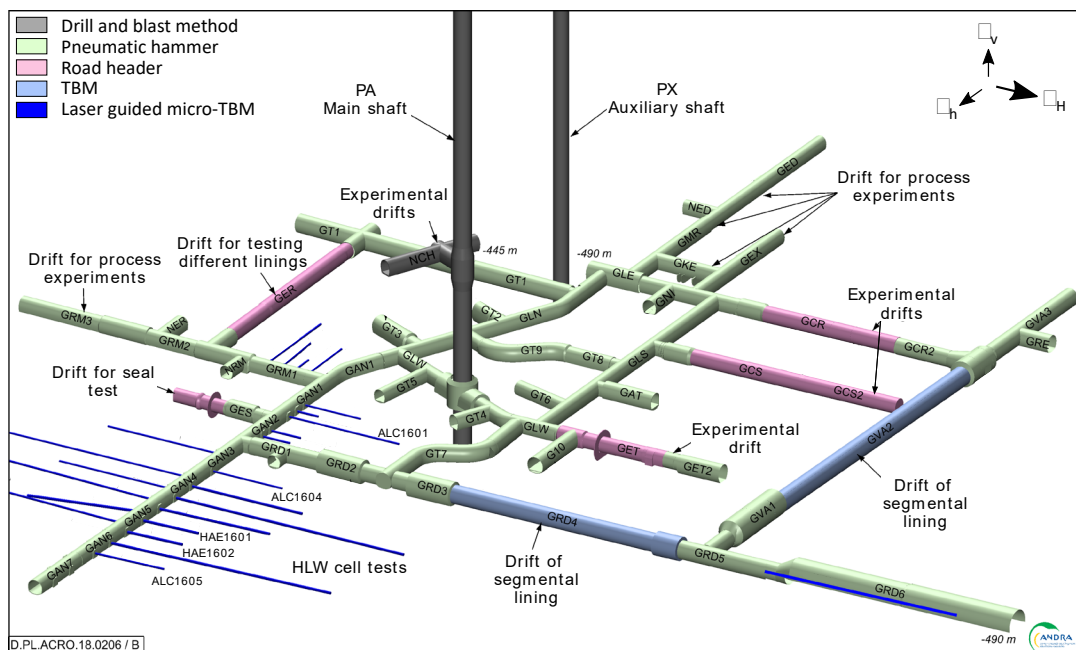 Drill and blast method
Pneumatic hammer
Road header
TBM
Laser guided micro-TBM
PA
Main shaft
PX
Auxiliary shaft
v
h
H
Experimental
drifts
Drift for testing
different linings
Drift for process
experiments
Drift for process
experiments
GED
NED
GMR
GKE
GEX
GNI
GT1
NCH
-445 m
-490 m
GT1
GLE
GER
GRM3
NER
GRM2
NRM
GRM1
GT2
GLN
GT3
GLW
GT9
GT8
GLS
GT5
GAN1
GAN1
Experimental
drifts
GCR
GCR2
GVA3
GRE
GCS
GCS2
Drift for seal
test
GES
GAN2
ALC1601
GT4
GT6
GAT
GLW
G10
GET
GET2
Experimental
drift
GVA2
Drift of
segmental
lining
GAN3
GRD1
GRD2
GT7
GRD3
GRD4
GVA1
GAN4
ALC1604
GAN5
HAE1601
GAN6
HAE1602
GAN7
ALC1605
HLW cell tests
Drift of
segmental
lining
GRD5
GRD6
-490 m
D.PL.ACRO.18.0206 / B
ANDRA